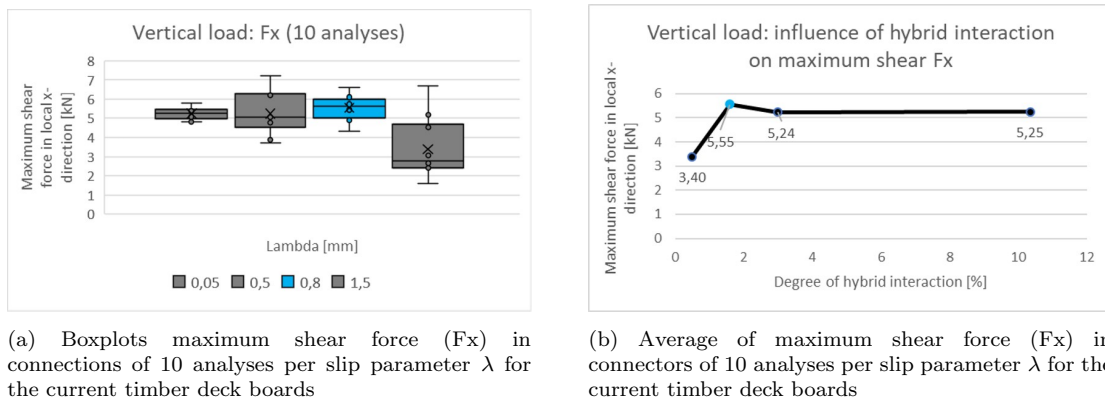 Vertical load: Fx (10 analyses)
Maximum shear
force in local x-
direction [kN]
8
7
6
5
4
3
2
1
0
Lambda [mm]
0,05 0,5 0,8 1,5
(a) Boxplots maximum shear force (Fx) in
connections of 10 analyses per slip parameter λ for
the current timber deck boards
Vertical load: influence of hybrid interaction
on maximum shear Fx
Maximum shear force in local x-
direction [kN]
6
5
4
3
2
1
0
3,40
5,55
5,24
5,25
0 2 4 6 8 10 12
Degree of hybrid interaction [%]
(b) Average of maximum shear force (Fx) in
connectors of 10 analyses per slip parameter λ for the
current timber deck boards